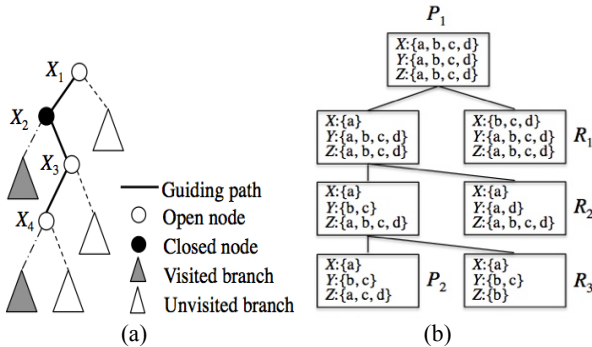 X1
X2
X3
X4
Guiding path
Open node
Closed node
Visited branch
Unvisited branch
(a)
P1
X:{a, b, c, d}
Y:{a, b, c, d}
Z:{a, b, c, d}
X:{a}
Y:{a, b, c, d}
Z:{a, b, c, d}
X:{b, c, d}
Y:{a, b, c, d}
Z:{a, b, c, d}
R1
X:{a}
Y:{b, c}
Z:{a, b, c, d}
X:{a}
Y:{a, d}
Z:{a, b, c, d}
R2
X:{a}
Y:{b, c}
Z:{a, c, d}
P2
X:{a}
Y:{b, c}
Z:{b}
R3
(b)